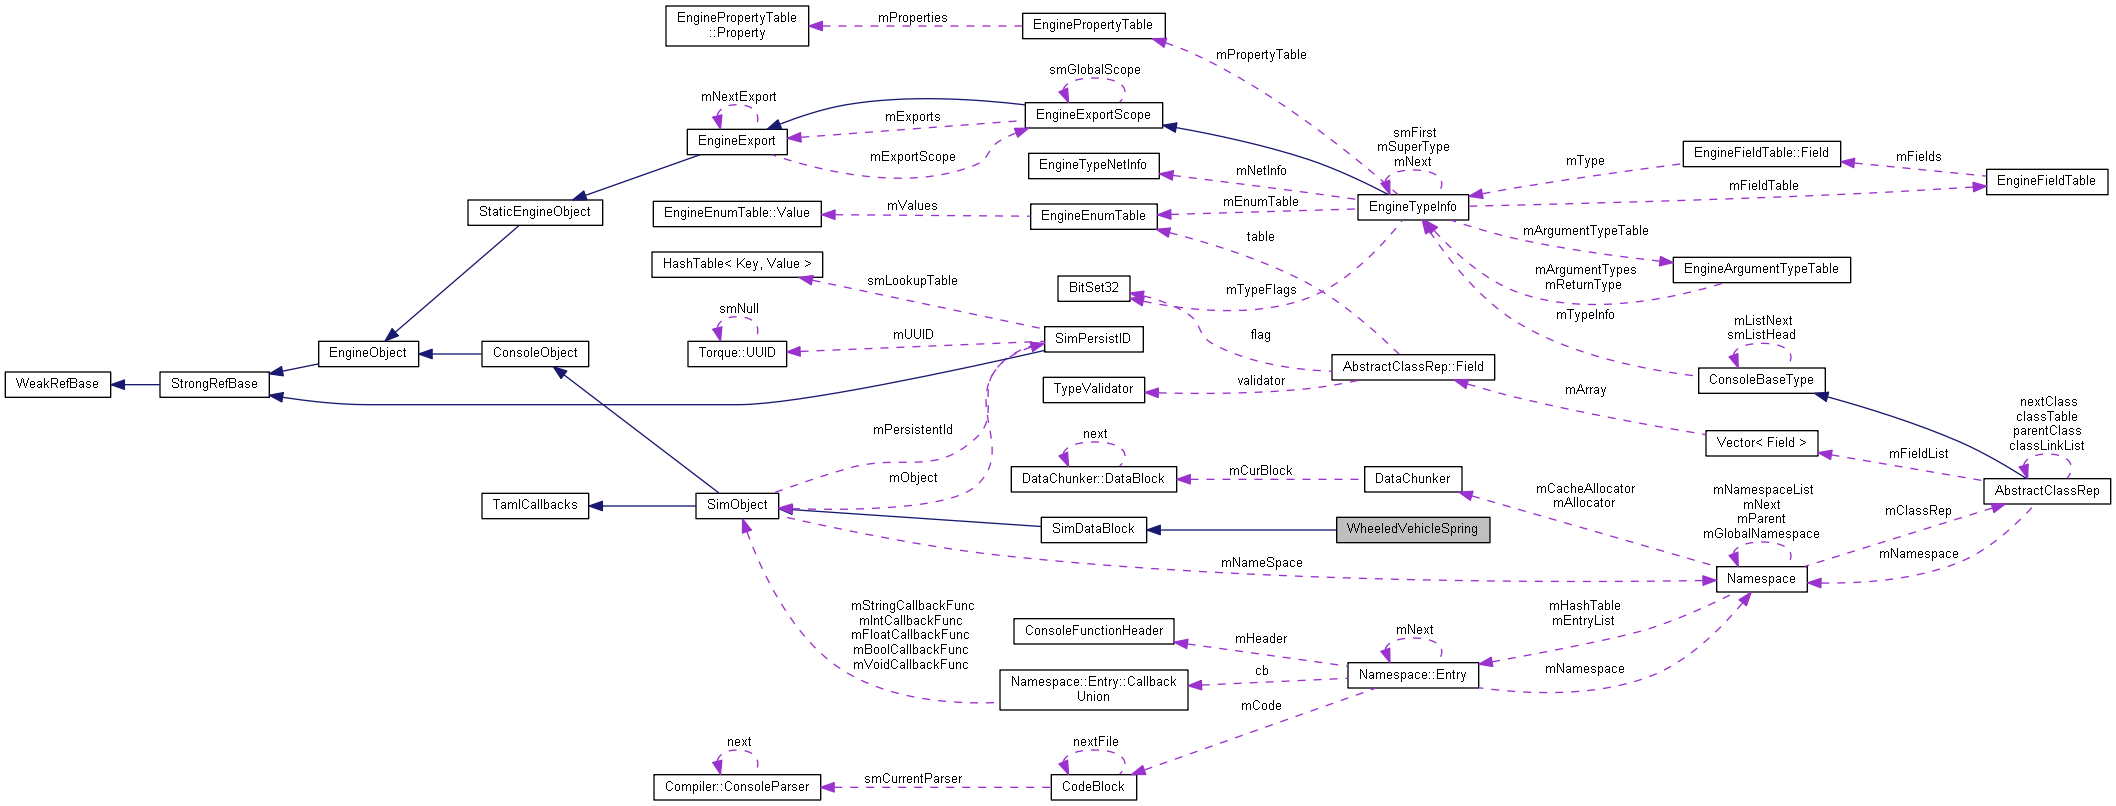 EnginePropertyTable
::Property
mProperties
EnginePropertyTable
mPropertyTable
smGlobalScope
mNextExport
EngineExportScope
mExports
EngineExport
mExportScope
smFirst
mSuperType
mNext
EngineTypeNetInfo
mNetInfo
mType
EngineFieldTable::Field
mFields
EngineFieldTable
mFieldTable
EngineTypeInfo
StaticEngineObject
EngineEnumTable::Value
mValues
EngineEnumTable
mEnumTable
table
mArgumentTypeTable
HashTable< Key, Value >
smLookupTable
BitSet32
mTypeFlags
mArgumentTypes
mReturnType
EngineArgumentTypeTable
smNull
mUUID
Torque::UUID
SimPersistID
flag
mTypeInfo
mListNext
smListHead
EngineObject
ConsoleObject
WeakRefBase
StrongRefBase
AbstractClassRep::Field
TypeValidator
validator
mArray
ConsoleBaseType
nextClass
classTable
parentClass
classLinkList
mPersistentId
next
Vector< Field >
mFieldList
mObject
DataChunker::DataBlock
mCurBlock
DataChunker
mCacheAllocator
mAllocator
mNamespaceList
mNext
mParent
mGlobalNamespace
mClassRep
AbstractClassRep
TamlCallbacks
SimObject
SimDataBlock
WheeledVehicleSpring
mNamespace
mNameSpace
Namespace
mStringCallbackFunc
mIntCallbackFunc
mFloatCallbackFunc
mBoolCallbackFunc
mVoidCallbackFunc
mHashTable
mEntryList
ConsoleFunctionHeader
mHeader
mNext
Namespace::Entry::Callback
Union
cb
Namespace::Entry
mNamespace
mCode
next
nextFile
Compiler::ConsoleParser
smCurrentParser
CodeBlock